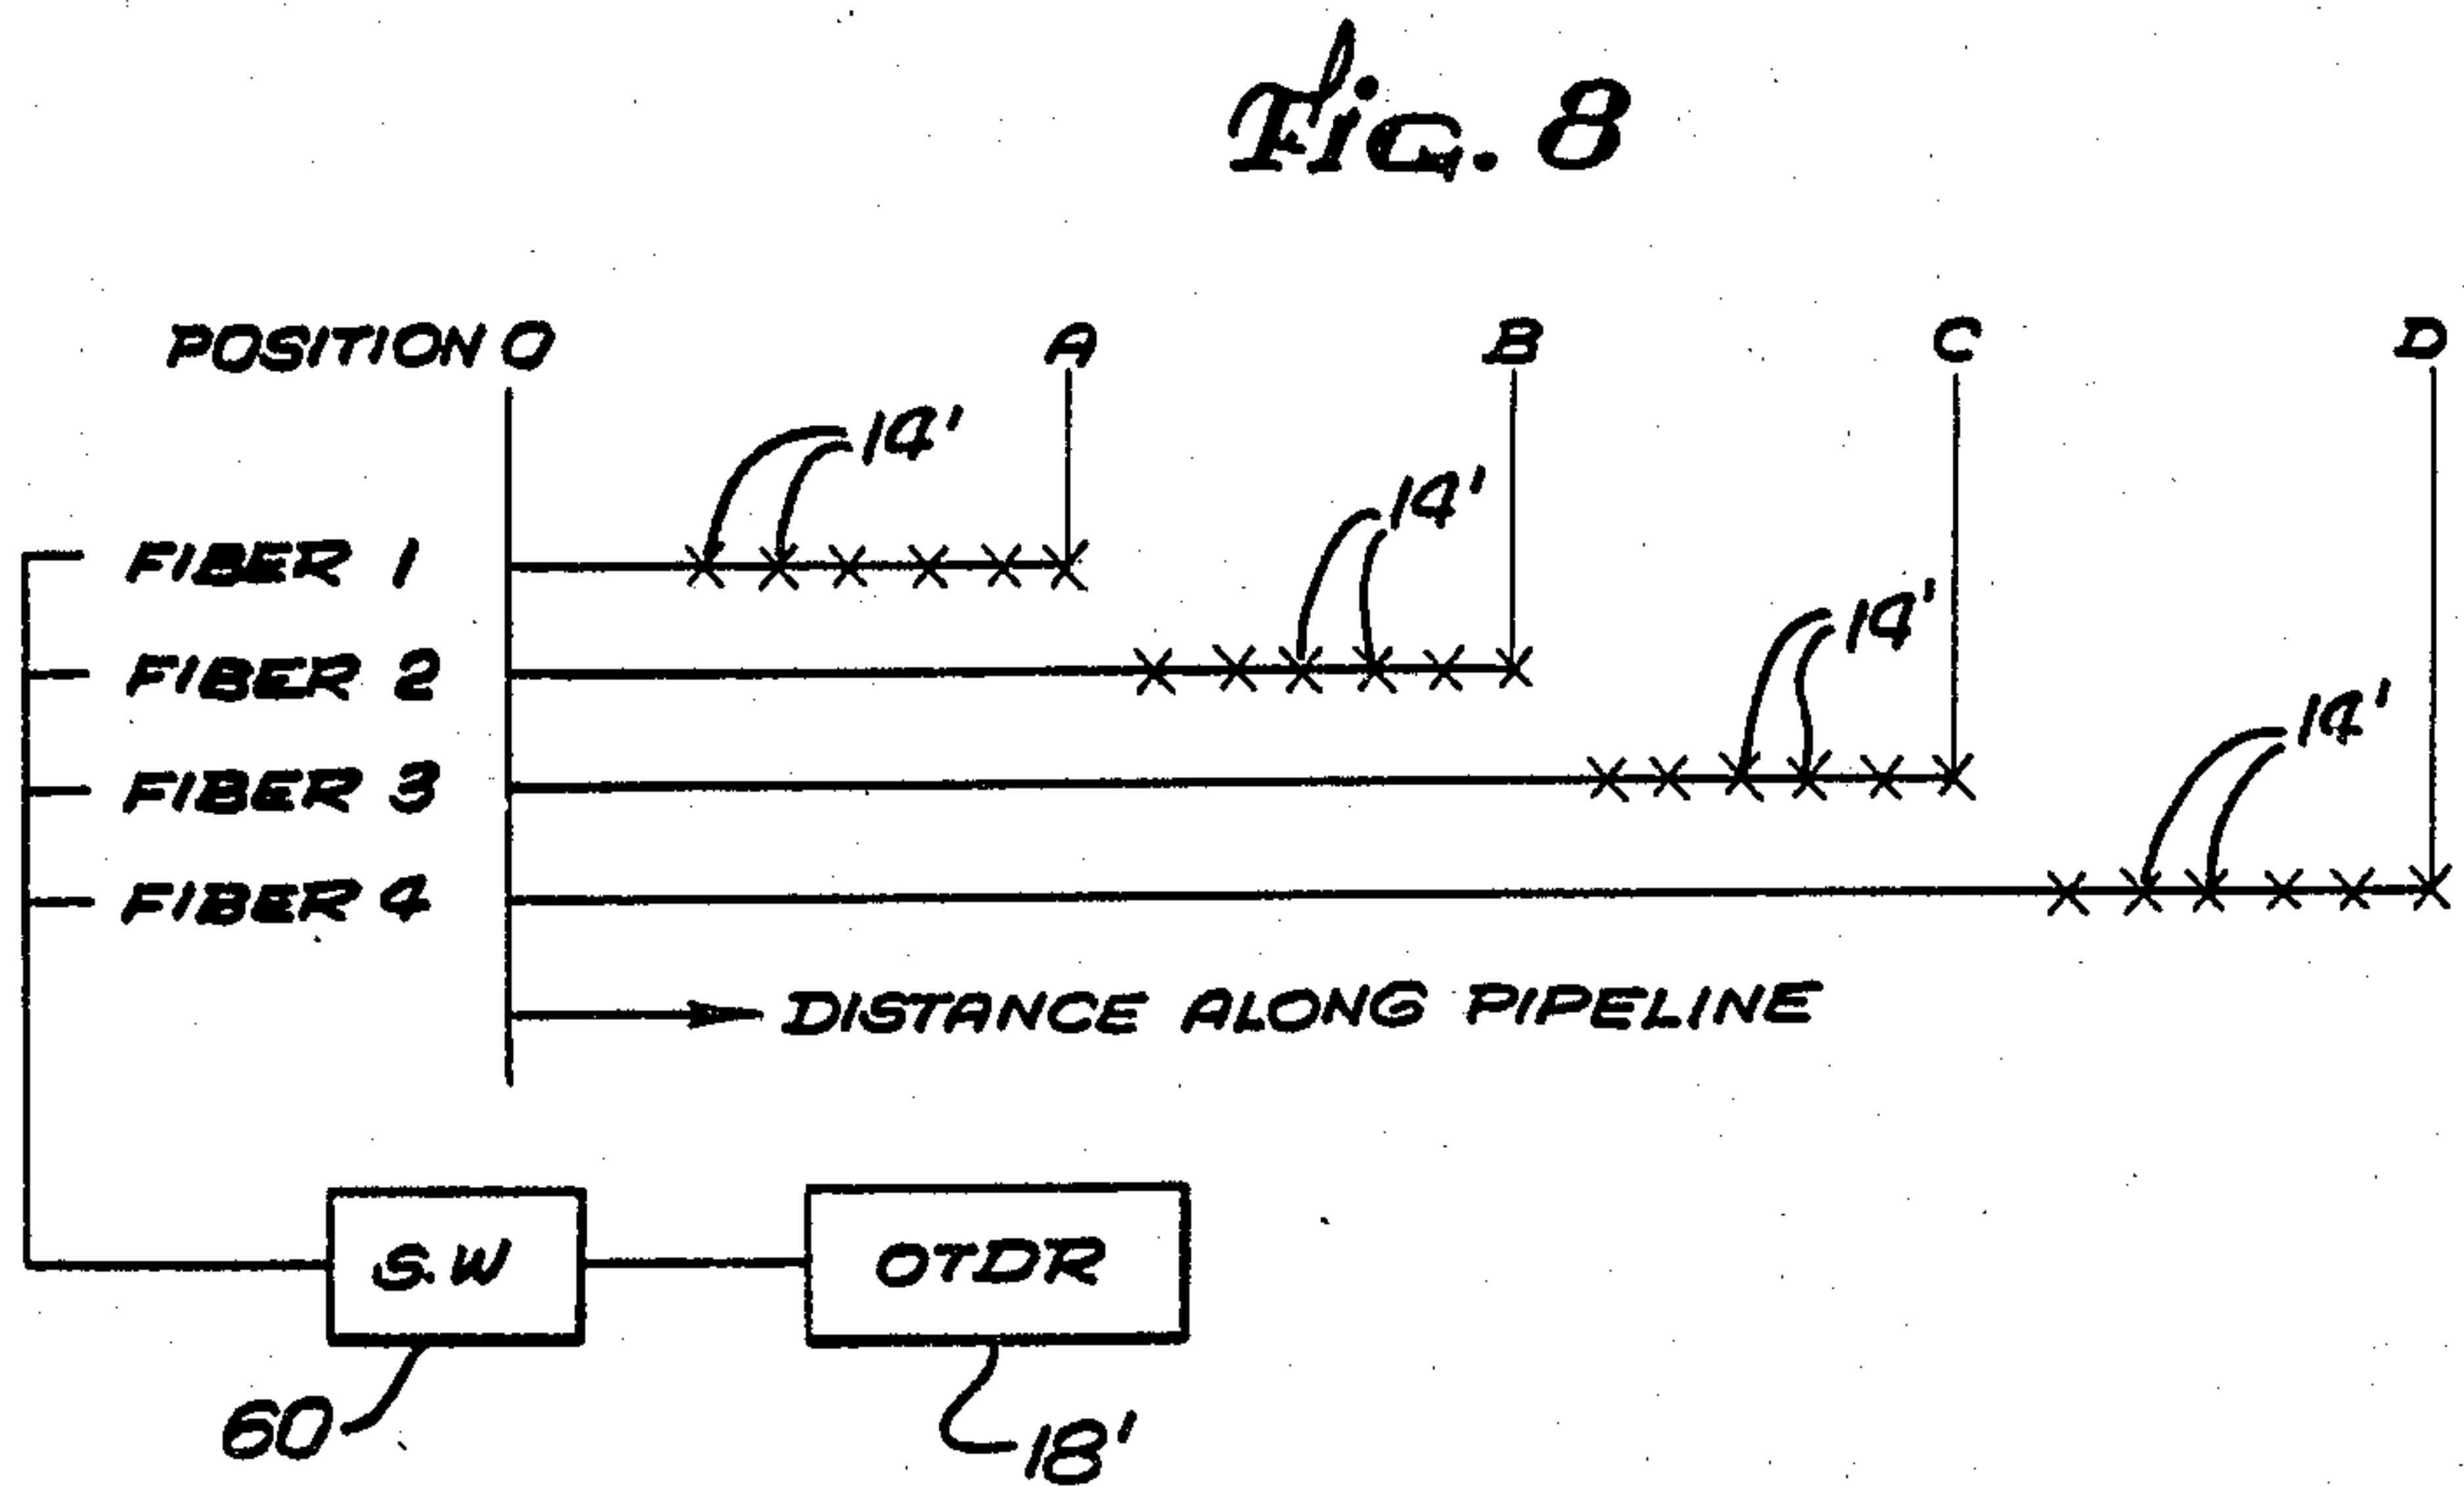 Fig. 8
POSITION O A B C D
14'
14'
14'
14'
FIBER 1
FIBER 2
FIBER 3
FIBER 4
DISTANCE ALONG PIPELINE
S.W
OTDR
60
18'